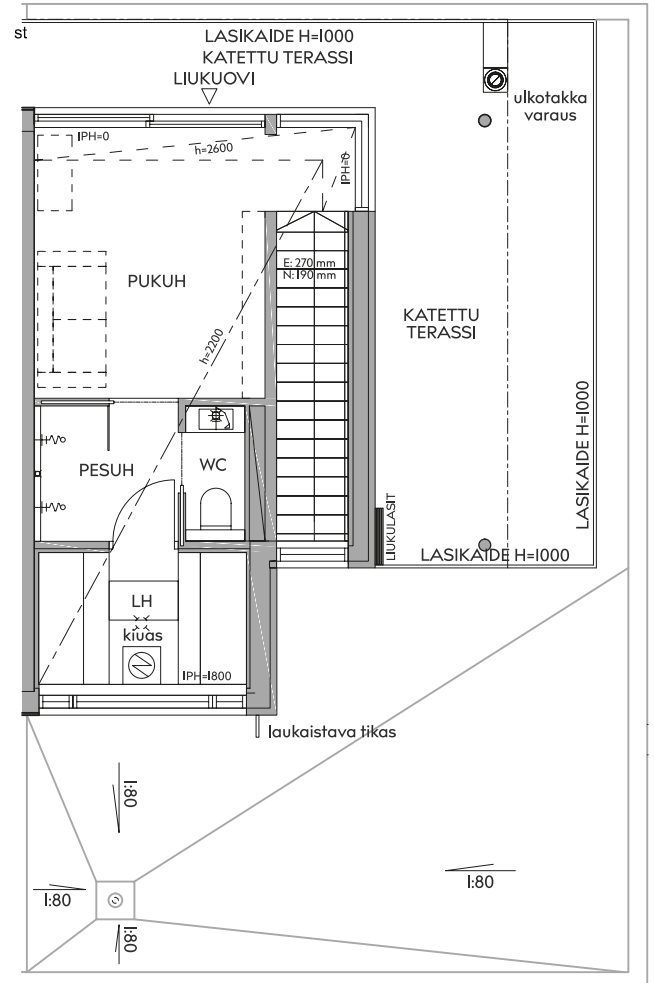 st
LASIKAIDE H=1000
KATETTU TERASSI
LIUKUOVI
ulkotakka
varaus
IPH=0
h=2600
IPH=0
E: 270 mm
N: 190 mm
PUKUH
KATETTU
TERASSI
h=2200
LASIKAIDE H=1000
PESUH
WC
LIUKULASIT
LASIKAIDE H=1000
LH
kiuas
IPH=1800
laukaistava tikas
1:80
1:80
1:80
1:80